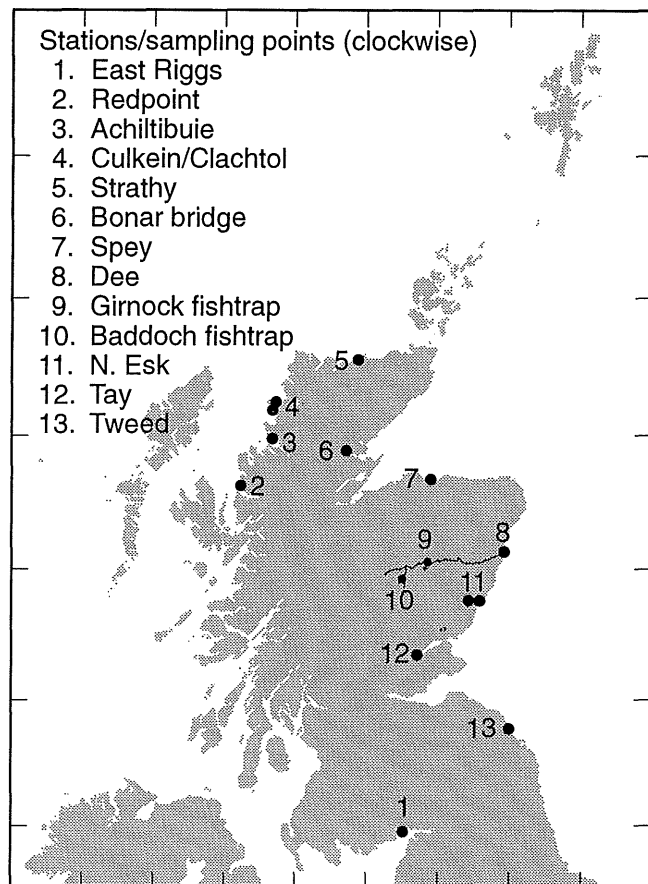 Stations/sampling points (clockwise)
1. East Riggs
2. Redpoint
3. Achiltibuie
4. Culkein/Clachtol
5. Strathy
6. Bonar bridge
7. Spey
8. Dee
9. Girnock fishtrap
10. Baddoch fishtrap
11. N. Esk
12. Tay
13. Tweed
5
4
3
6
2
7
9
8
10
11
12
13
1